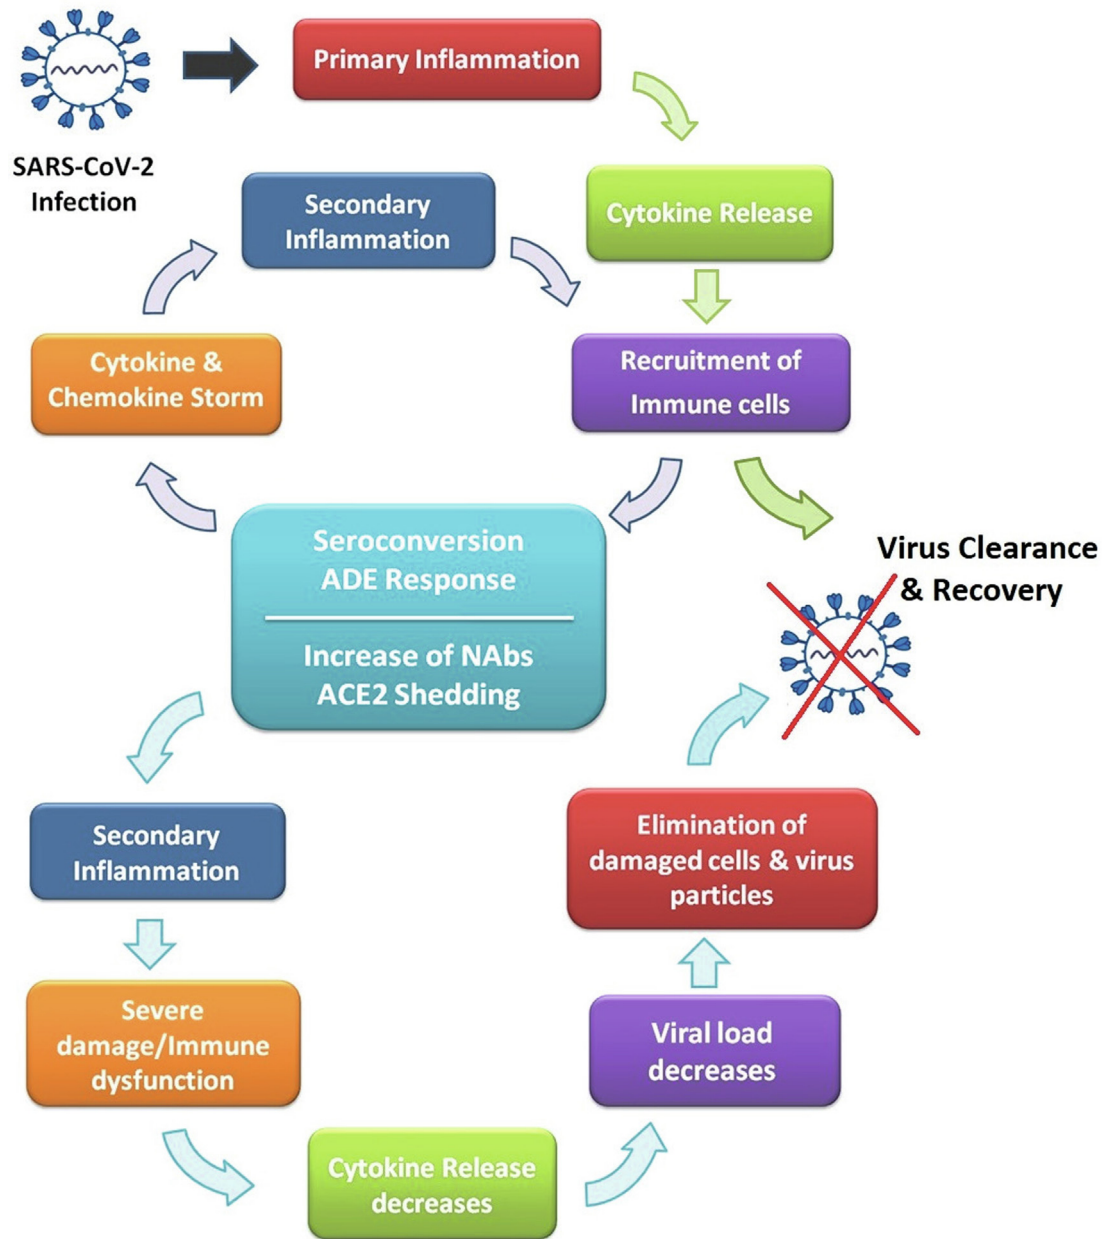 Primary Inflammation
SARS-CoV-2
Infection
Secondary
Inflammation
Cytokine Release
Cytokine &
Chemokine Storm
Recruitment of
Immune cells
Seroconversion
ADE Response
Increase of NAbs
ACE2 Shedding
Virus Clearance
& Recovery
Secondary
Inflammation
Severe
damage/Immune
dysfunction
Cytokine Release
decreases
Viral load
decreases
Elimination of
damaged cells & virus
particles